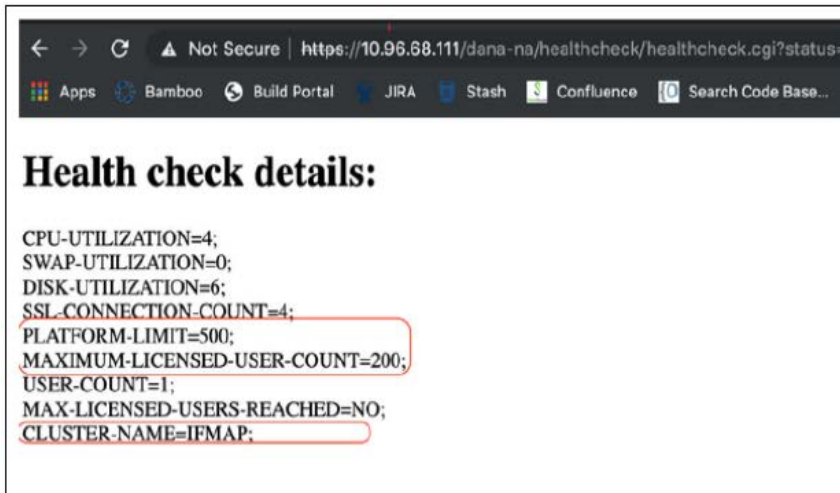 Not Secure | https://10.96.68.111/dana-na/healthcheck/healthcheck.cgi?status=
Apps Bamboo Build Portal JIRA Stash Confluence Search Code Base...
Health check details:
CPU-UTILIZATION=4;
SWAP-UTILIZATION=0;
DISK-UTILIZATION=6;
SSL-CONNECTION-COUNT=4;
PLATFORM-LIMIT=500;
MAXIMUM-LICENSED-USER-COUNT=200;
USER-COUNT=1;
MAX-LICENSED-USERS-REACHED=NO;
CLUSTER-NAME=IFMAP;